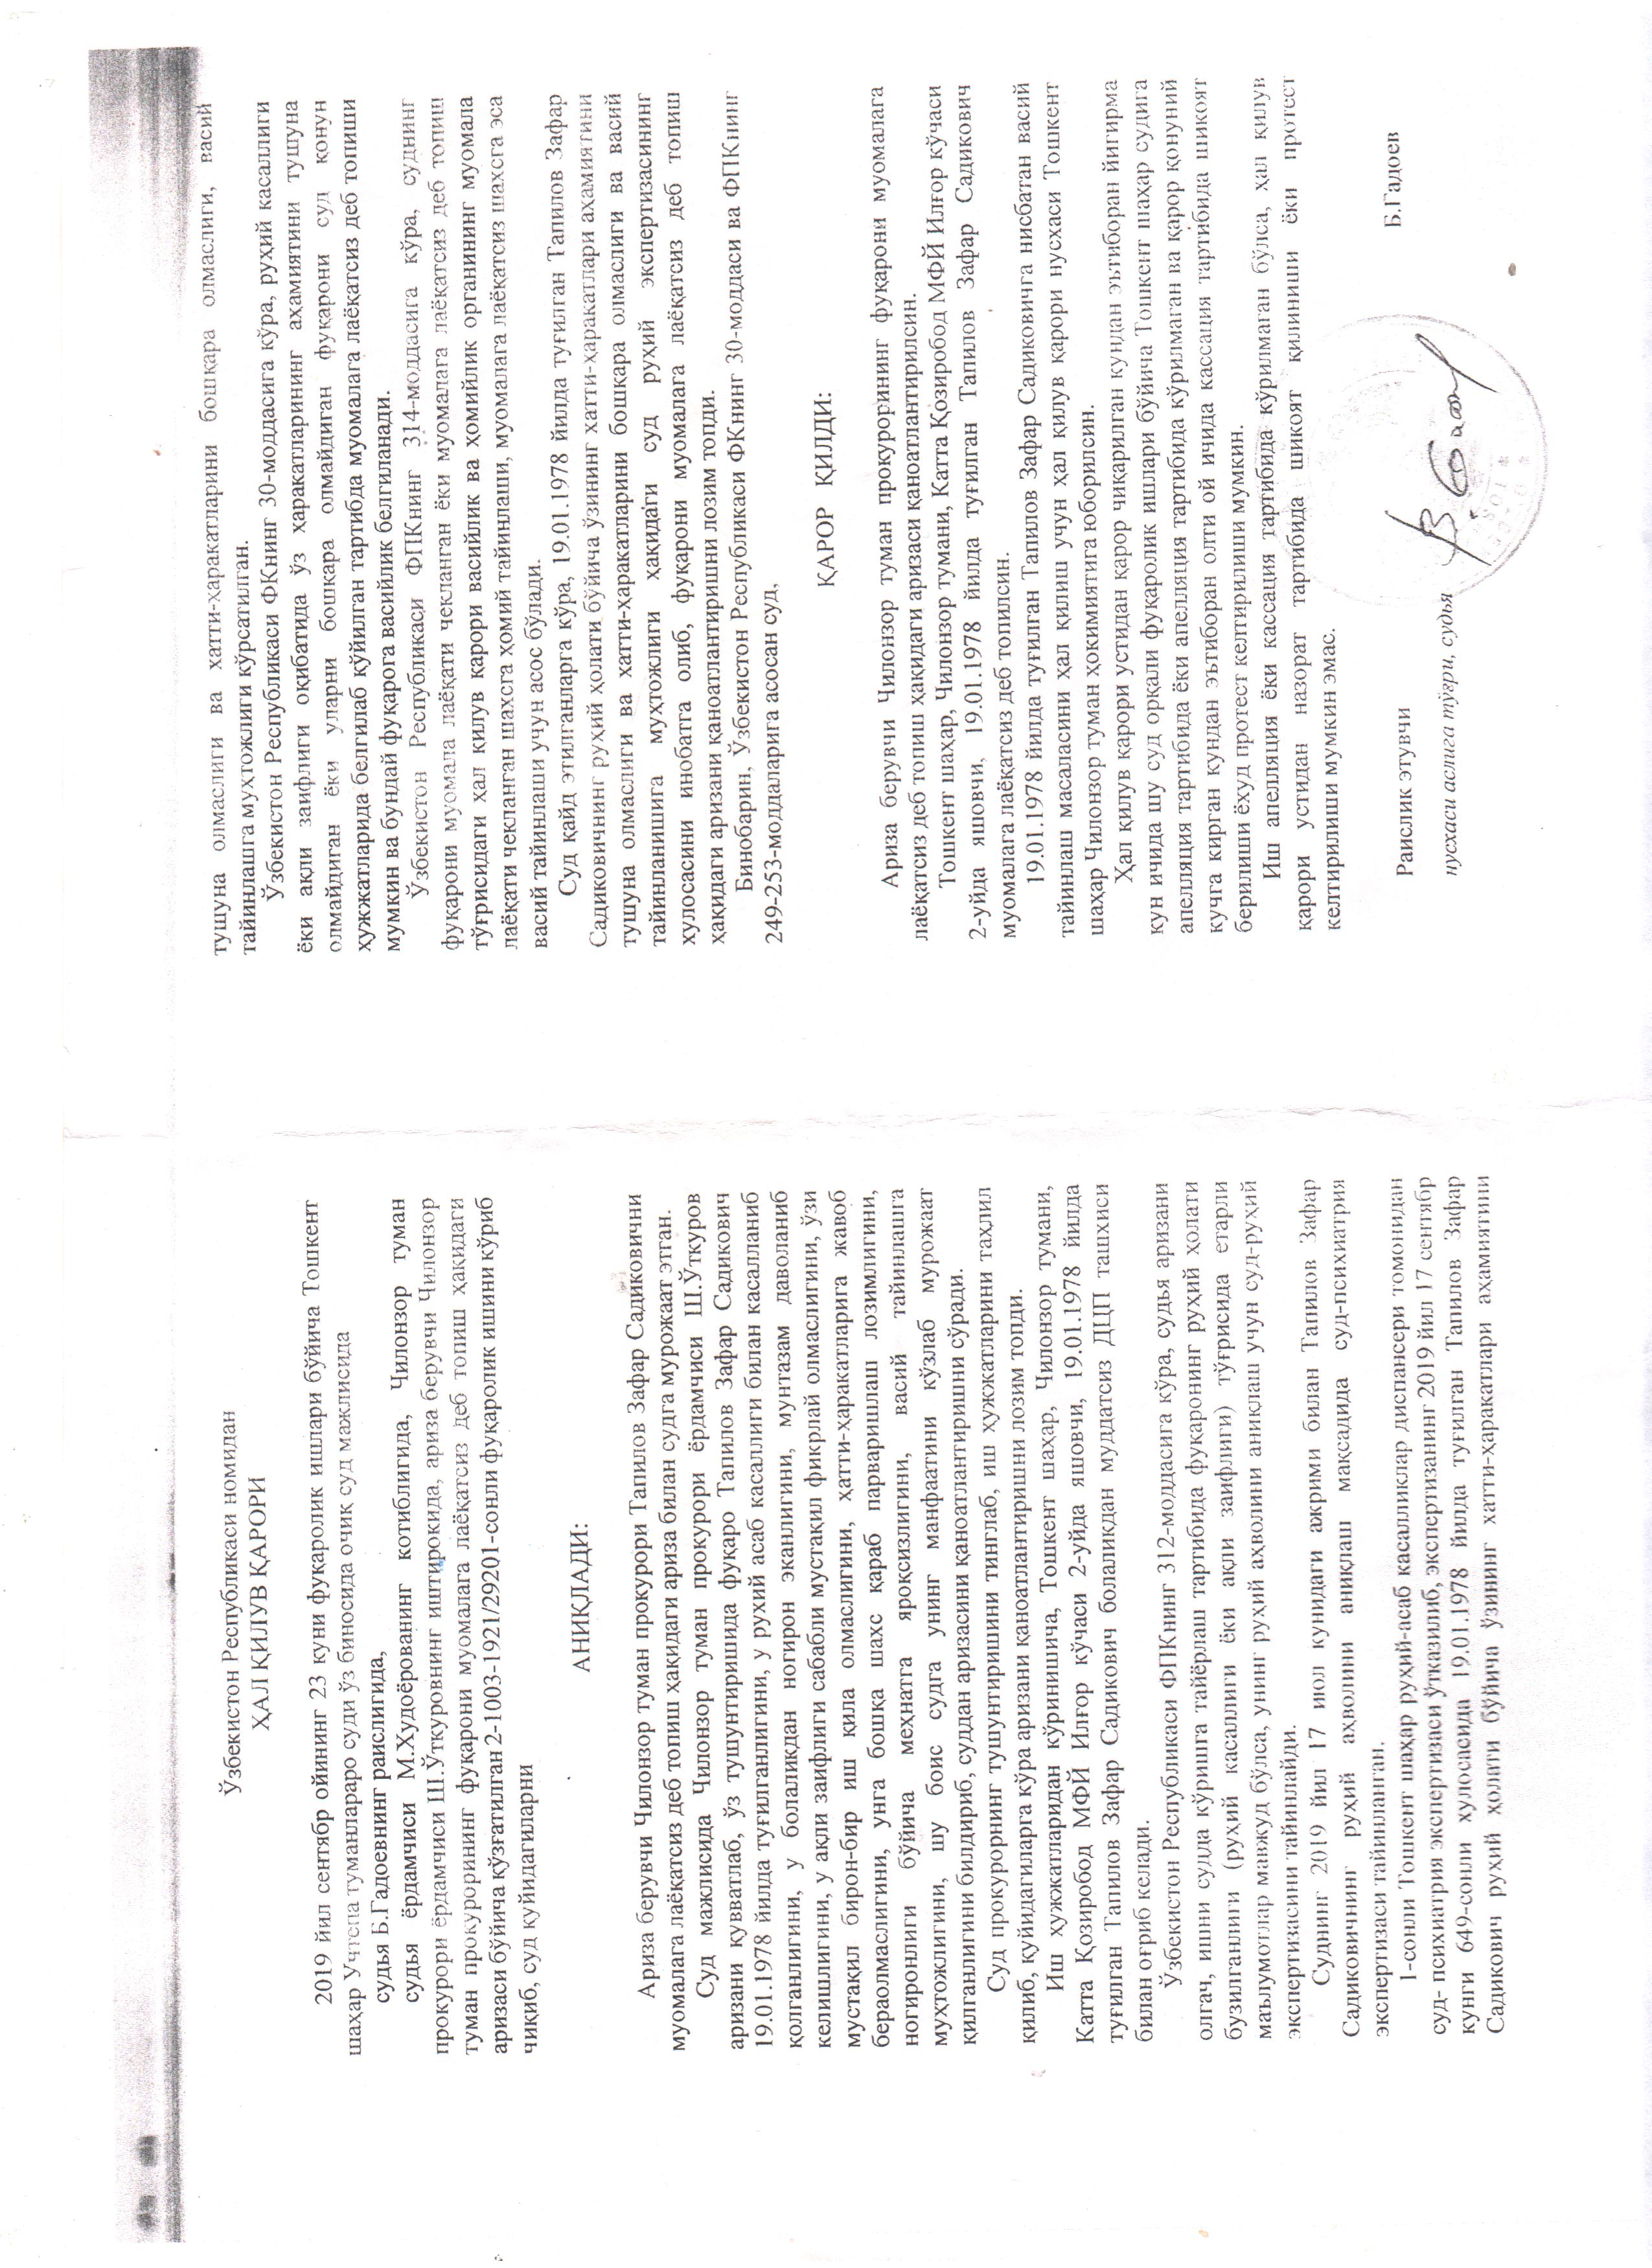 Ўзбекистон Республикаси номидан
ҲАЛ ҚИЛУВ ҚАРОРИ
2019 йил сентябр ойининг 23 куни фуқаролик ишлари бўйича Тошкент
шаҳар Учтепа туманлараро суди ўз биносида очик суд мажлисида
судья Б.Гадоевнинг раислигида,
судья ёрдамчиси М.Худоёрованинг котиблигида, Чилонзор туман
прокурори ёрдамчиси Ш.Ўткуровнинг иштирокида, ариза берувчи Чилонзор
туман прокурорининг фуқарони муомалага лаёқатсиз деб топиш ҳақидаги
аризаси бўйича қўзғатилган 2-1003-1921/29201-сонли фуқаролик ишини кўриб
чиқиб, суд қуйидагиларни
АНИҚЛАДИ:
Ариза берувчи Чилонзор туман прокурори Тапилов Зафар Садиковични
муомалага лаёқатсиз деб топиш ҳақидаги ариза билан судга мурожаат этган.
Суд мажлисида Чилонзор туман прокурори ёрдамчиси Ш.Ўткуров
аризани қувватлаб, ўз тушунтиришида фуқаро Тапилов Зафар Садикович
19.01.1978 йилда туғилганлигини, у рухий асаб касаллиги билан касалланиб
қолганлигини, у болаликдан ногирон эканлигини, мунтазам даволаниб
келишлигини, у ақли заифлиги сабабли мустақил фикрлай олмаслигини, ўзи
мустақил бирон-бир иш қила олмаслигини, ҳатти-ҳаракатларига жавоб
бераолмаслигини, унга бошқа шахс қараб парваришлаш лозимлигини,
ногиронлиги бўйича меҳнатга яроқсизлигини, васий тайинлашга
муҳтожлигини, шу боис судга унинг манфаатини кўзлаб мурожаат
қилганлигини билдириб, суддан аризасини қаноатлантиришни сўради.
Суд прокурорнинг тушунтиришини тинглаб, иш ҳужжатларини таҳлил
қилиб, қуйидагиларга кўра аризани қаноатлантиришни лозим топди.
Иш ҳужжатларидан кўринишича, Тошкент шаҳар, Чилонзор тумани,
Катта Қозиробод МФЙ Илғор кўчаси 2-уйда яшовчи, 19.01.1978 йилда
туғилган Тапилов Зафар Садикович болаликдан муддатсиз ДЦП ташхиси
билан оғриб келади.
Ўзбекистон Республикаси ФПКнинг 312-моддасига кўра, судья аризани
олгач, ишни судда кўришга тайёрлаш тартибида фуқаронинг руҳий ҳолати
бузилганлиги (руҳий касаллиги ёки ақли заифлиги) тўғрисида етарли
маълумотлар мавжуд бўлса, унинг руҳий аҳволини аниқлаш учун суд-руҳий
экспертизасини тайинлайди.
Суднинг 2019 йил 17 июл кунидаги ажрими билан Тапилов Зафар
Садиковичнинг руҳий аҳволини аниқлаш мақсадида суд-психиатрия
экспертизаси тайинланган.
1-сонли Тошкент шаҳар руҳий-асаб касалликлар диспансери томонидан
суд- психиатрия экспертизаси ўтказилиб, экспертизанинг 2019 йил 17 сентябр
кунги 649-сонли хулосасида 19.01.1978 йилда туғилган Тапилов Зафар
Садикович руҳий ҳолати бўйича ўзининг хатти-ҳаракатлари аҳамиятини
тушуна олмаслиги ва хатти-ҳаракатларини бошқара олмаслиги, васий
тайинлашга муҳтожлиги кўрсатилган.
Ўзбекистон Республикаси ФКнинг 30-моддасига кўра, руҳий касаллиги
ёки ақли заифлиги оқибатида ўз ҳаракатларининг аҳамиятини тушуна
олмайдиган ёки уларни бошқара олмайдиган фуқарони суд қонун
ҳужжатларида белгилаб қўйилган тартибда муомалага лаёқатсиз деб топиши
мумкин ва бундай фуқарога васийлик белгиланади.
Ўзбекистон Республикаси ФПКнинг 314-моддасига кўра, суднинг
фуқарони муомала лаёқати чекланган ёки муомалага лаёқатсиз деб топиш
тўғрисидаги ҳал қилув қарори васийлик ва ҳомийлик органининг муомала
лаёқати чекланган шахсга ҳомий тайинлаши, муомалага лаёқатсиз шахсга эса
васий тайинлаши учун асос бўлади.
Суд қайд этилганларга кўра, 19.01.1978 йилда туғилган Тапилов Зафар
Садиковичнинг руҳий ҳолати бўйича ўзининг хатти-ҳаракатлари аҳамиятини
тушуна олмаслиги ва хатти-ҳаракатларини бошқара олмаслиги ва васий
тайинланишига муҳтожлиги ҳақидаги суд руҳий экспертизасининг
хулосасини инобатга олиб, фуқарони муомалага лаёқатсиз деб топиш
ҳақидаги аризани қаноатлантиришни лозим топди.
Бинобарин, Ўзбекистон Республикаси ФКнинг 30-моддаси ва ФПКнинг
249-253-моддаларига асосан суд,
ҚАРОР ҚИЛДИ:
Ариза берувчи Чилонзор туман прокурорининг фуқарони муомалага
лаёқатсиз деб топиш ҳақидаги аризаси қаноатлантирилсин.
Тошкент шаҳар, Чилонзор тумани, Катта Қозиробод МФЙ Илғор кўчаси
2-уйда яшовчи, 19.01.1978 йилда туғилган Тапилов Зафар Садикович
муомалага лаёқатсиз деб топилсин.
19.01.1978 йилда туғилган Тапилов Зафар Садиковичга нисбатан васий
тайинлаш масаласини ҳал қилиш учун ҳал қилув қарори нусхаси Тошкент
шаҳар Чилонзор туман ҳокимиятига юборилсин.
Ҳал қилув қарори устидан қарор чиқарилган кундан эътиборан йигирма
кун ичида шу суд орқали фуқаролик ишлари бўйича Тошкент шаҳар судига
апелляция тартибида ёки апелляция тартибида кўрилмаган ва қарор қонуний
кучга кирган кундан эътиборан олти ой ичида кассация тартибида шикоят
берилиши ёхуд протест келтирилиши мумкин.
Иш апелляция ёки кассация тартибида кўрилмаган бўлса, ҳал қилув
қарори устидан назорат тартибида шикоят қилиниши ёки протест
келтирилиши мумкин эмас.
Раислик этувчи Б.Гадоев
нусхаси аслига тўғри, судья